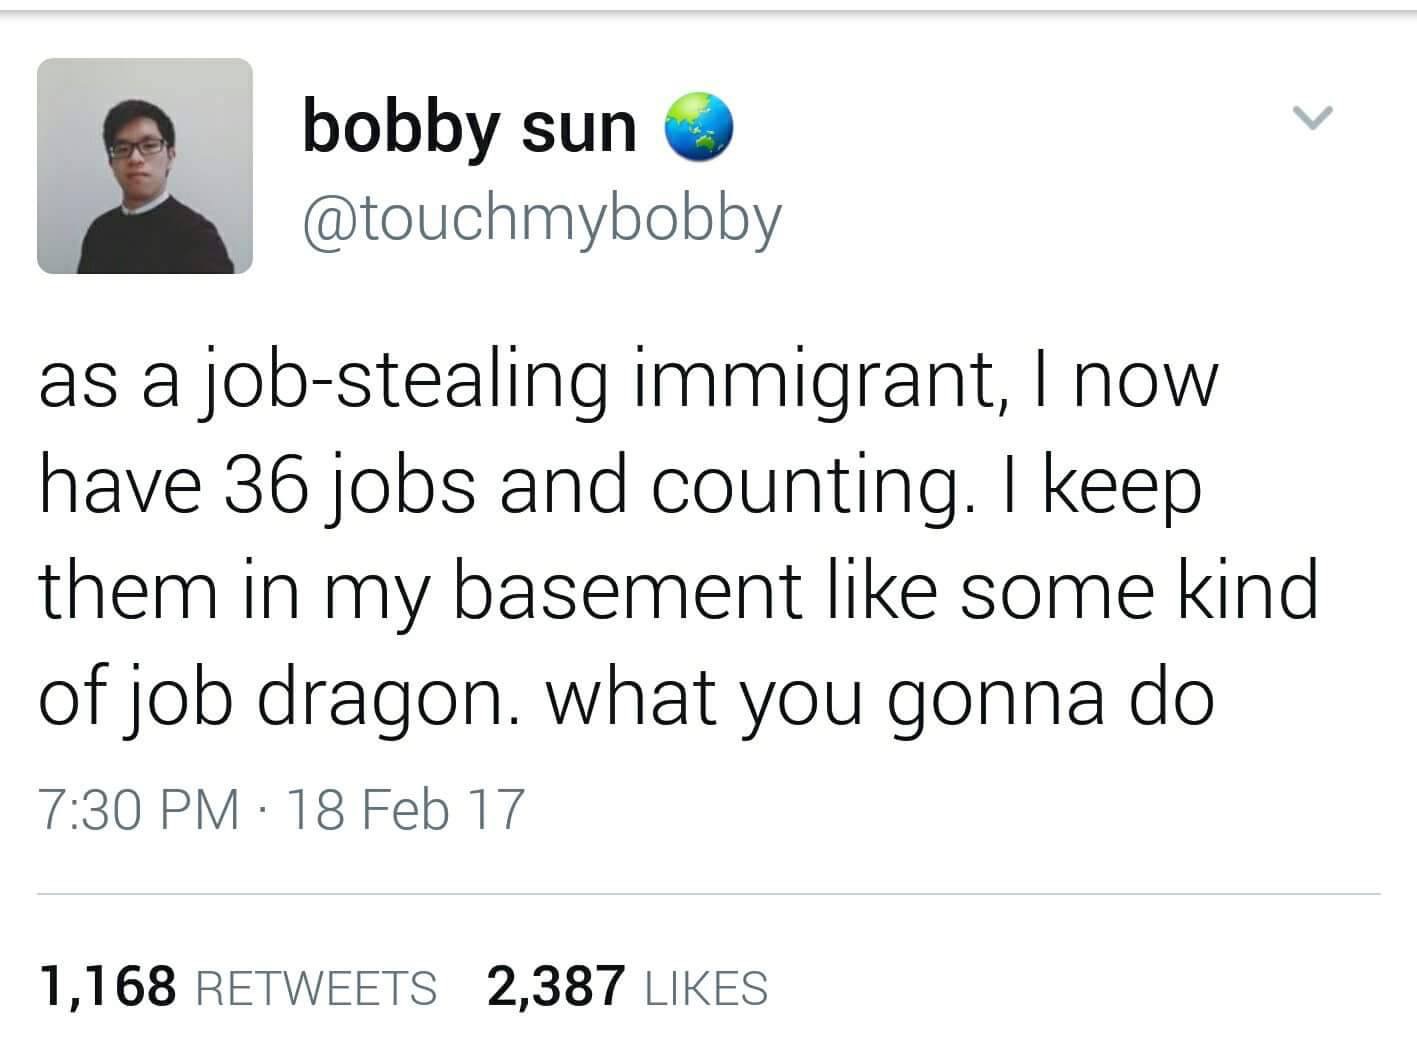 bobby sun 🌏
@touchmybobby
as a job-stealing immigrant, I now
have 36 jobs and counting. I keep
them in my basement like some kind
of job dragon. what you gonna do
7:30 PM · 18 Feb 17
1,168 RETWEETS 2,387 LIKES